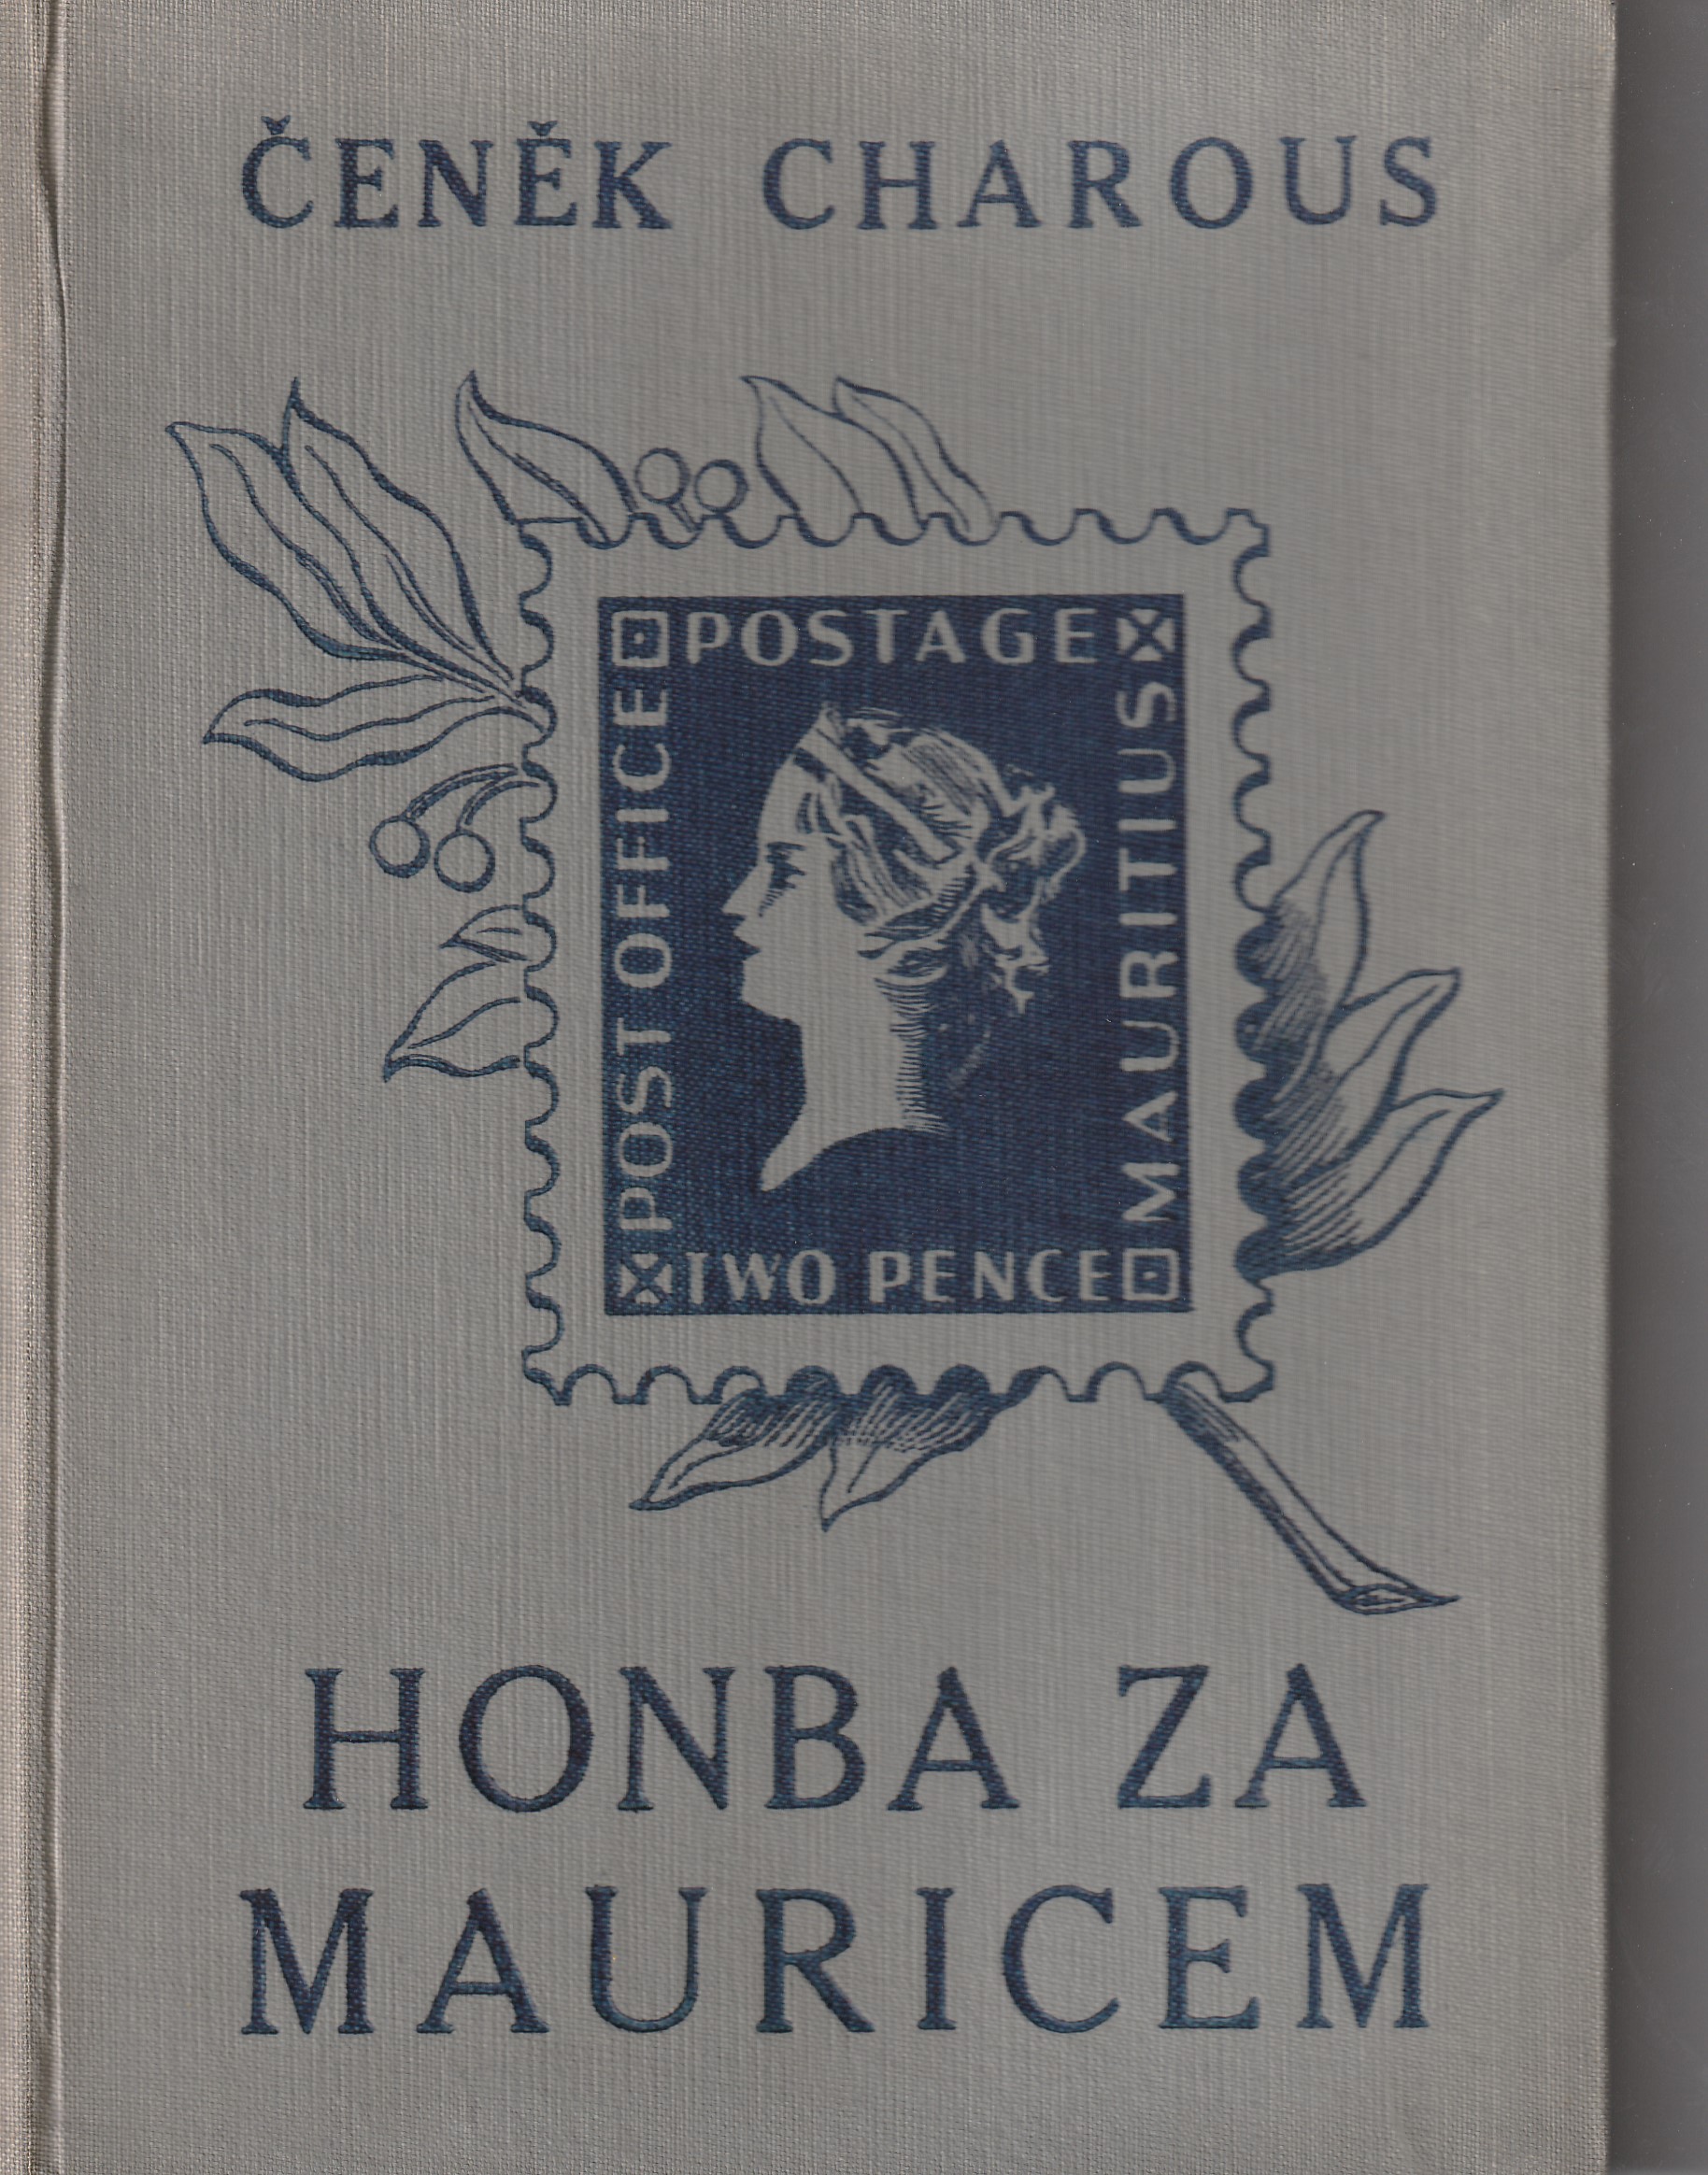 ČENĚK CHAROUS
POSTAGE
POST OFFICE
MAURITIUS
TWO PENCE
HONBA ZA
MAURICEM